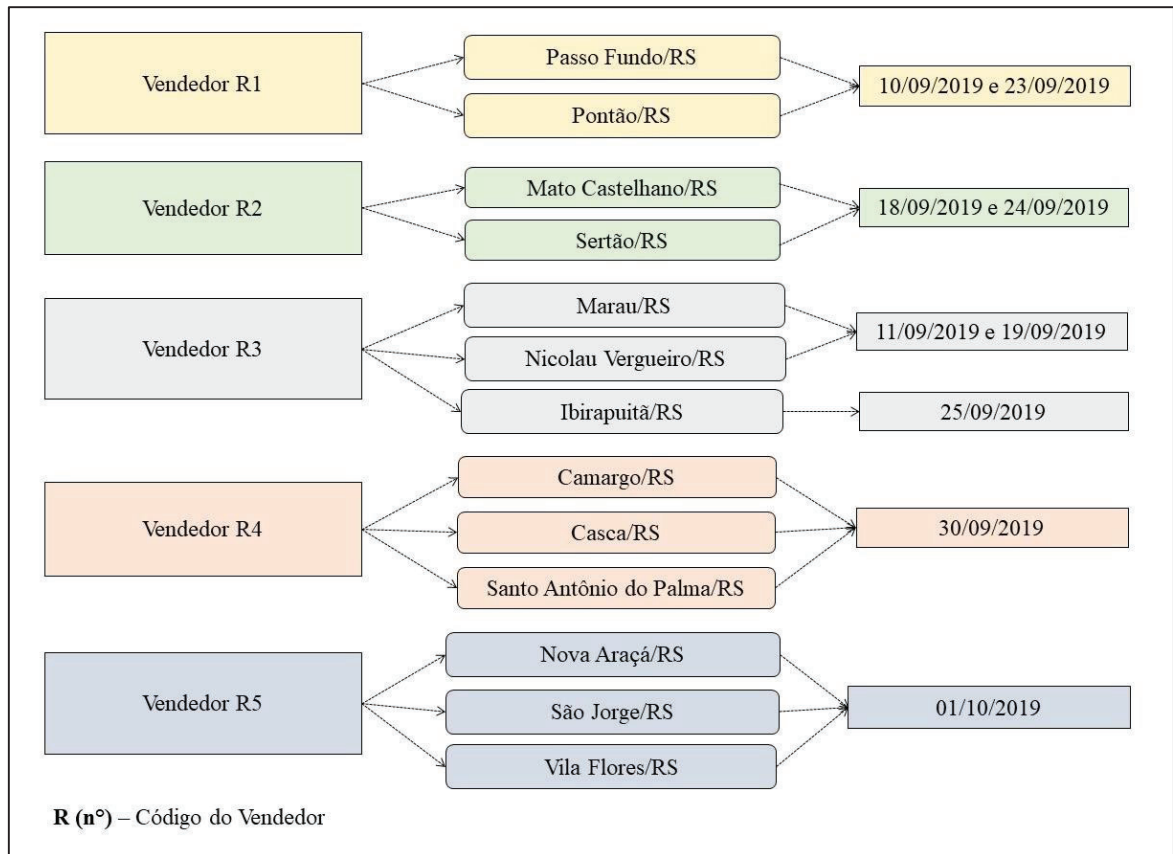 Vendedor R1
Passo Fundo/RS
Pontão/RS
10/09/2019 e 23/09/2019
Vendedor R2
Mato Castelhano/RS
Sertão/RS
18/09/2019 e 24/09/2019
Vendedor R3
Marau/RS
Nicolau Vergueiro/RS
Ibirapuitã/RS
11/09/2019 e 19/09/2019
25/09/2019
Vendedor R4
Camargo/RS
Casca/RS
Santo Antônio do Palma/RS
30/09/2019
Vendedor R5
Nova Araçá/RS
São Jorge/RS
Vila Flores/RS
01/10/2019
R (n°) – Código do Vendedor